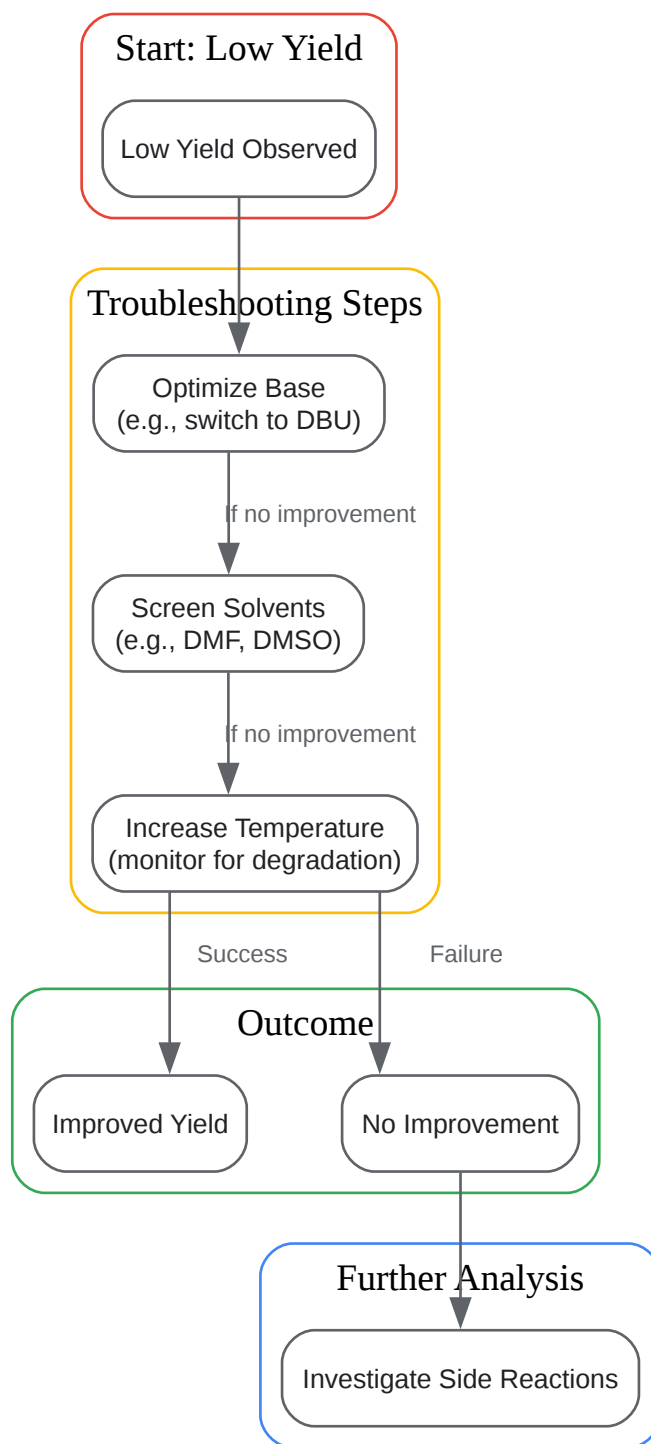 Start: Low Yield
Low Yield Observed
Troubleshooting Steps
Optimize Base
(e.g., switch to DBU)
If no improvement
Screen Solvents
(e.g., DMF, DMSO)
If no improvement
Increase Temperature
(monitor for degradation)
Success
Failure
Outcome
Improved Yield
No Improvement
Further Analysis
Investigate Side Reactions